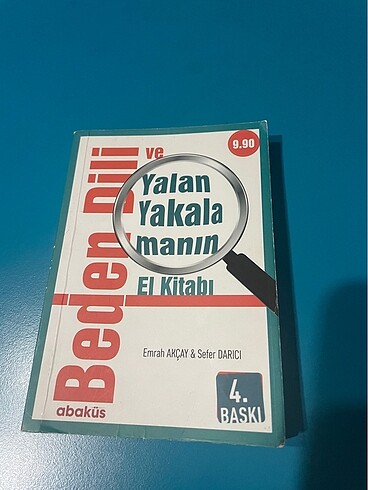 9.90
Beden Dili
ve
Yalan
Yakala
manın
El Kitabı
Emrah AKÇAY & Sefer DARICI
4.
BASKI
abaküs